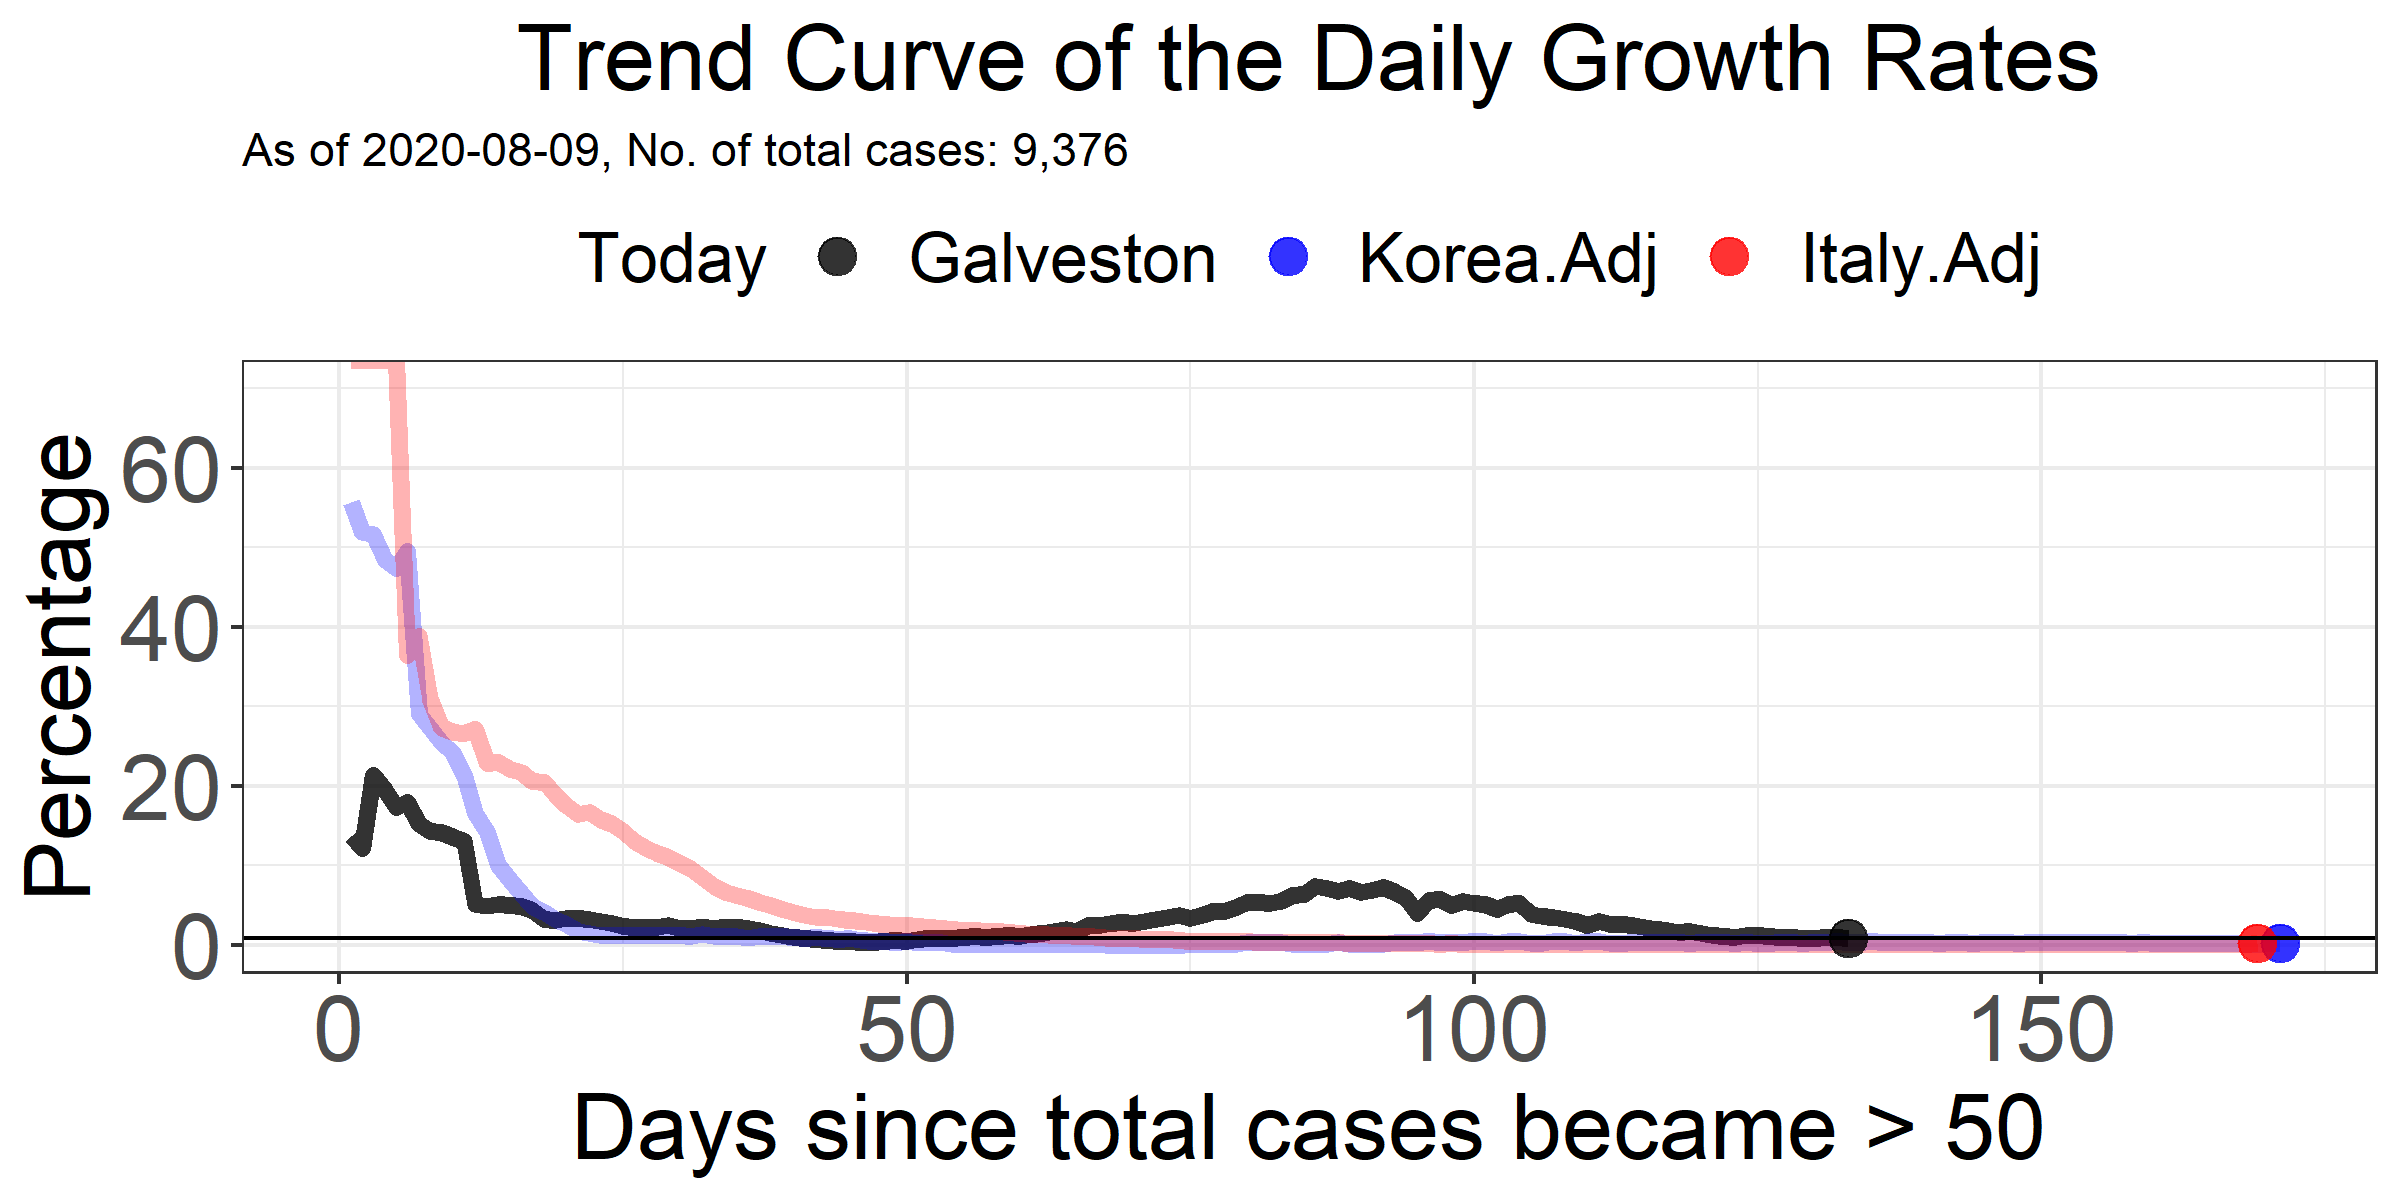 Trend Curve of the Daily Growth Rates
As of 2020-08-09, No. of total cases: 9,376
Today Galveston Korea.Adj Italy.Adj
Percentage
60
40
20
0
0 50 100 150
Days since total cases became > 50